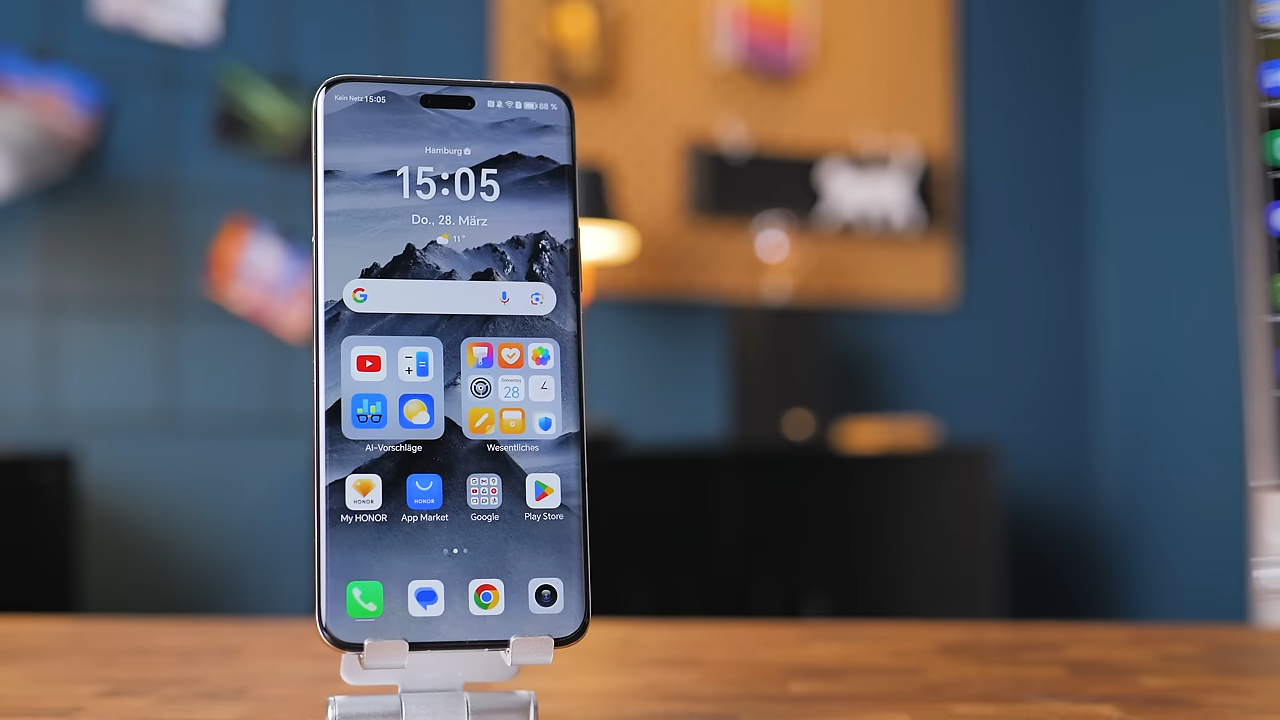 Kein Netz 15:05
88 %
Hamburg
15:05
Do., 28. März
11°
Donnerstag
28
AI-Vorschläge
Wesentliches
HONOR
HONOR
My HONOR
App Market
Google
Play Store